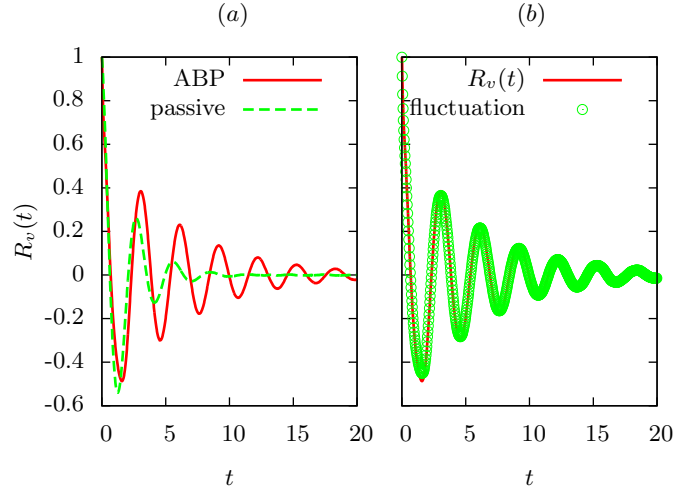 (a)
(b)
R_v(t)
1
0.8
0.6
0.4
0.2
0
-0.2
-0.4
-0.6
ABP
passive
R_v(t)
fluctuation
0 5 10 15 20
0 5 10 15 20
t
t